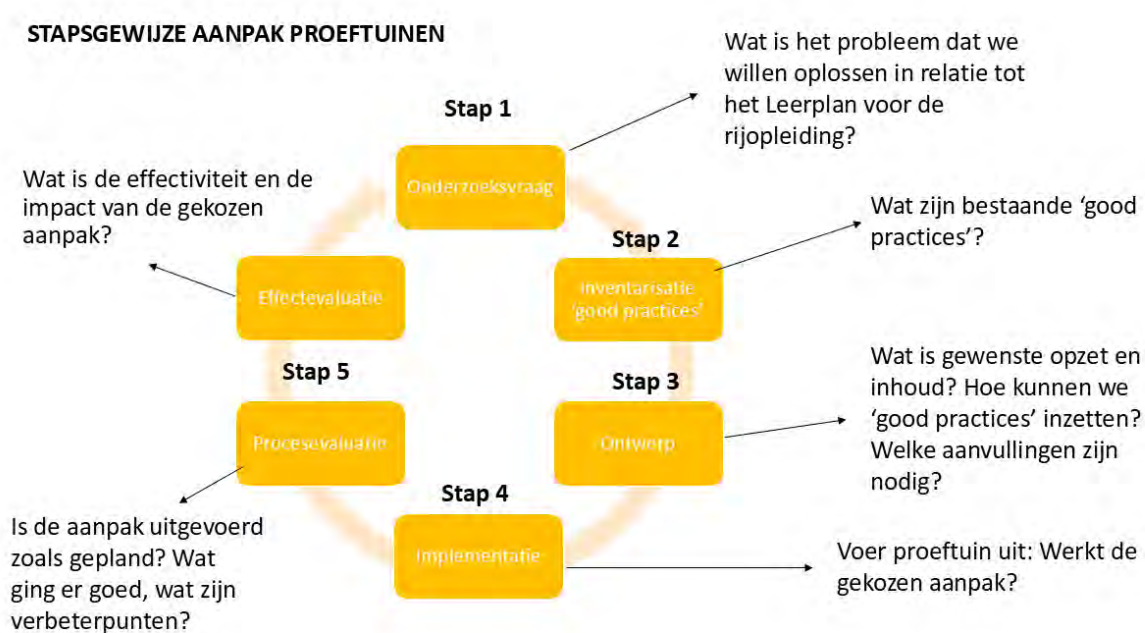 STAPSGEWIJZE AANPAK PROEFTUINEN
Stap 1
Onderzoeksvraag
Wat is het probleem dat we
willen oplossen in relatie tot
het Leerplan voor de
rijopleiding?
Stap 2
Inventarisatie
'good practices'
Wat zijn bestaande 'good
practices'?
Stap 3
Ontwerp
Wat is gewenste opzet en
inhoud? Hoe kunnen we
'good practices' inzetten?
Welke aanvullingen zijn
nodig?
Stap 4
Implementatie
Voer proeftuin uit: Werkt de
gekozen aanpak?
Stap 5
Procesevaluatie
Is de aanpak uitgevoerd
zoals gepland? Wat
ging er goed, wat zijn
verbeterpunten?
Effectevaluatie
Wat is de effectiviteit en de
impact van de gekozen
aanpak?